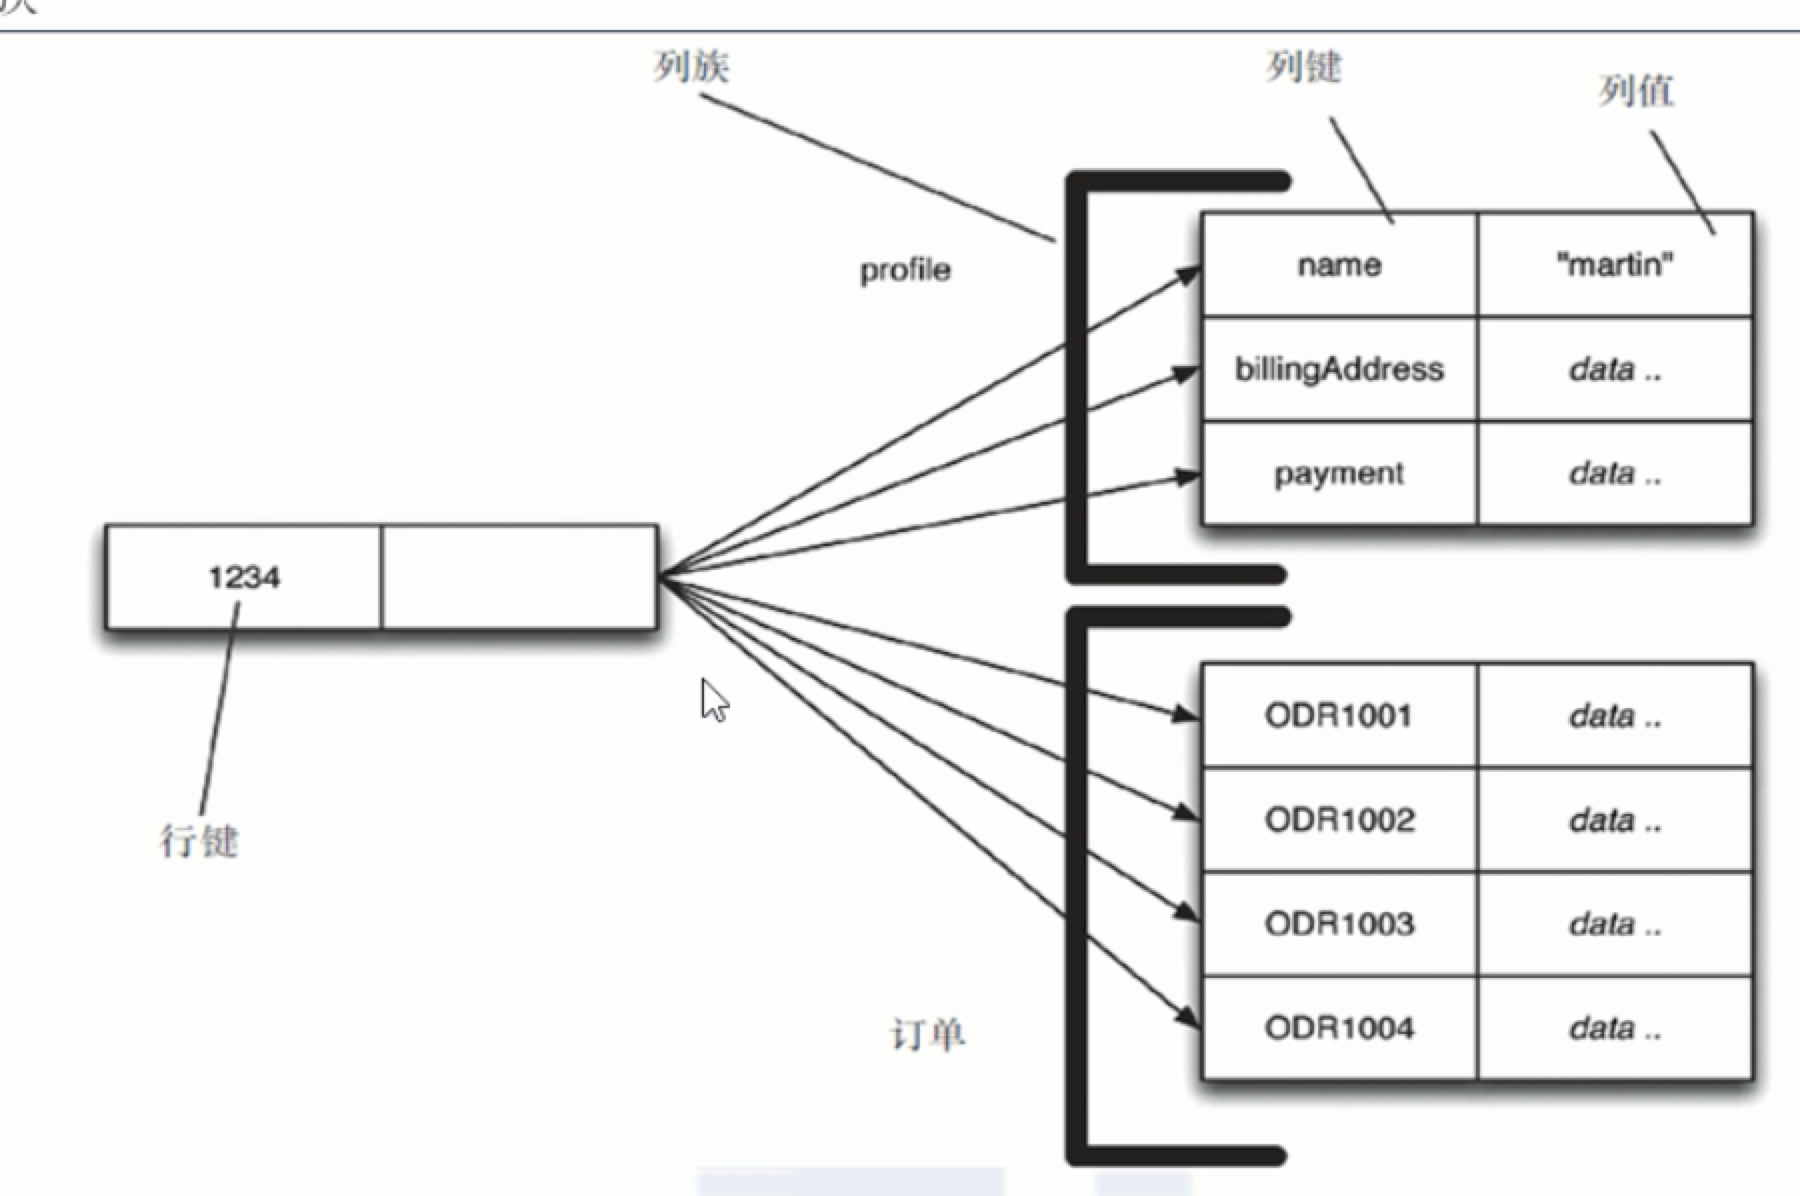 列族
列键
列值
profile
name "martin"
billingAddress data ..
payment data ..
1234
行键
ODR1001 data ..
ODR1002 data ..
ODR1003 data ..
ODR1004 data ..
订单